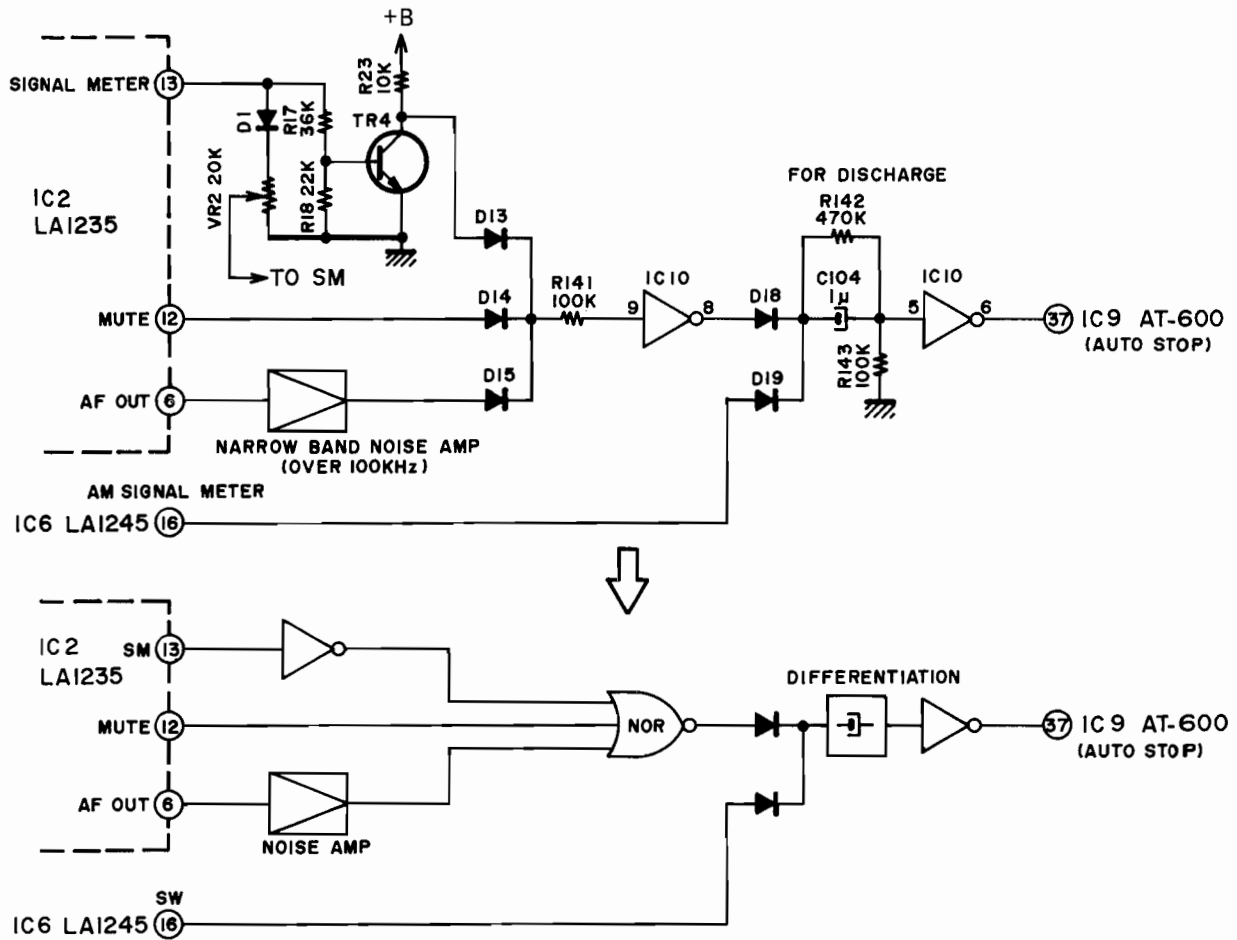 +B
SIGNAL METER 13
D1
R17 36K
R23 10K
TR4
VR2 20K
R18 22K
IC2
LA1235
TO SM
FOR DISCHARGE
R142
470K
D13
R141
100K
IC10
D18
C104
1μ
IC10
MUTE 12
D14
9
8
5
6
37 IC9 AT-600
(AUTO STOP)
R143
100K
D15
D19
AF OUT 6
NARROW BAND NOISE AMP
(OVER 100KHz)
AM SIGNAL METER
IC6 LA1245 16
IC2
LA1235
SM 13
DIFFERENTIATION
MUTE 12
NOR
37 IC9 AT-600
(AUTO STOP)
AF OUT 6
NOISE AMP
SW
IC6 LA1245 16